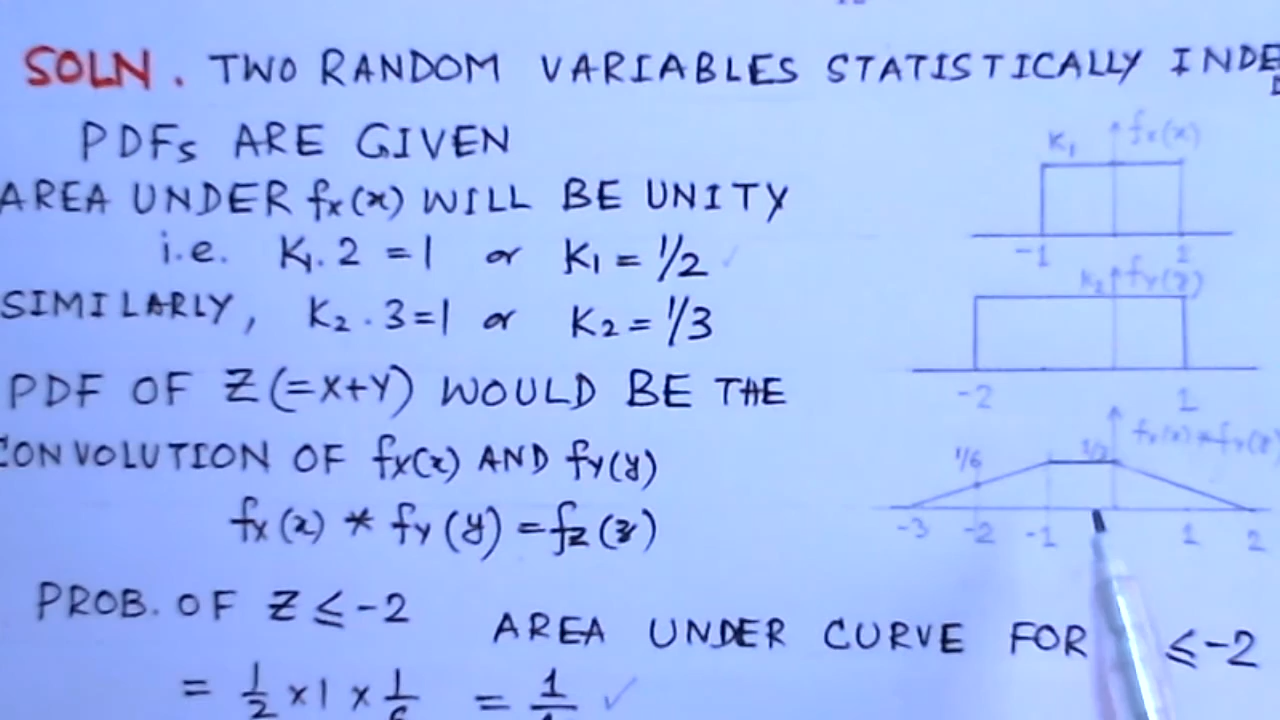 SOLN. TWO RANDOM VARIABLES STATISTICALLY INDE
PDFs ARE GIVEN
AREA UNDER fx(x) WILL BE UNITY
i.e. K1. 2 = 1 or K1 = 1/2
SIMILARLY, K2 . 3=1 or K2 = 1/3
PDF OF Z(=X+Y) WOULD BE THE
CONVOLUTION OF fx(x) AND fy(y)
fx(x) * fy(y) = fz(z)
PROB. OF Z ≤ -2 AREA UNDER CURVE FOR ≤ -2
= 1/2 × 1 × 1/6 = 1/
K1 fx(x)
-1 1
K2 fy(y)
-2 1
1/6 1/3 fx(x) * fy(y)
-3 -2 -1 1 2